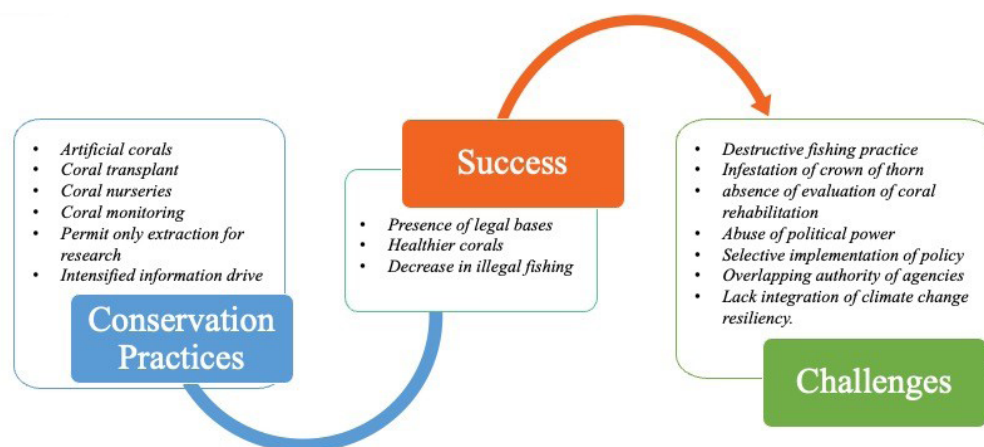 • Artificial corals
• Coral transplant
• Coral nurseries
• Coral monitoring
• Permit only extraction for
research
• Intensified information drive
Conservation
Practices
Success
• Presence of legal bases
• Healthier corals
• Decrease in illegal fishing
• Destructive fishing practice
• Infestation of crown of thorn
• absence of evaluation of coral
rehabilitation
• Abuse of political power
• Selective implementation of policy
• Overlapping authority of agencies
• Lack integration of climate change
resiliency.
Challenges